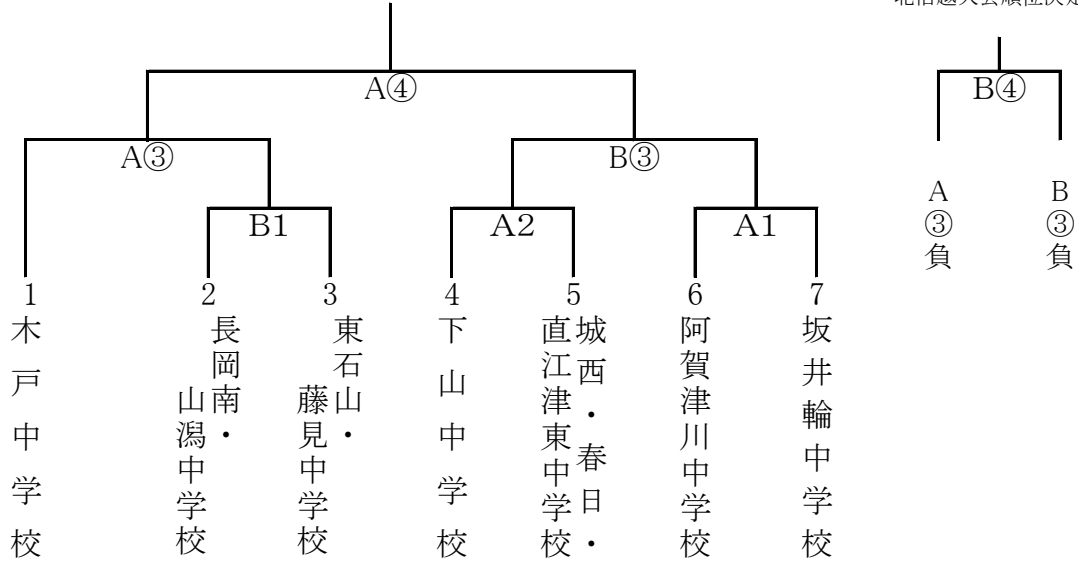 A④
B④
A③
B③
B1
A2
A1
A③負
B③負
1
2
3
4
5
6
7
木戸中学校
長岡南・
山潟中学校
東石山・
藤見中学校
下山中学校
城西・春日・
直江津東中学校
阿賀津川中学校
坂井輪中学校